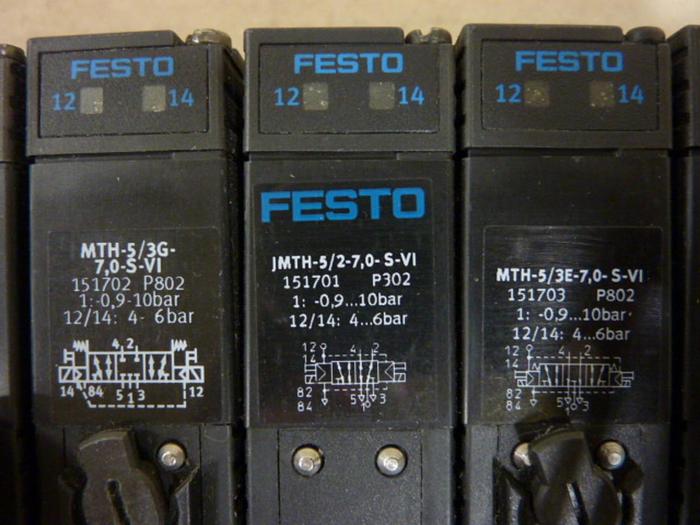 FESTO
12 14
MTH-5/3G-
7,0-S-VI
151702 P802
1: -0,9-10bar
12/14: 4- 6bar
4 2
14 84 5 1 3 12
FESTO
12 14
FESTO
JMTH-5/2-7,0- S-VI
151701 P302
1: -0,9...10bar
12/14: 4...6bar
12
14
4 2
82
84
5 1 3
FESTO
12 14
MTH-5/3E-7,0- S-VI
151703 P802
1: -0,9...10bar
12/14: 4...6bar
12
14
4 2
82
84
5 1 3